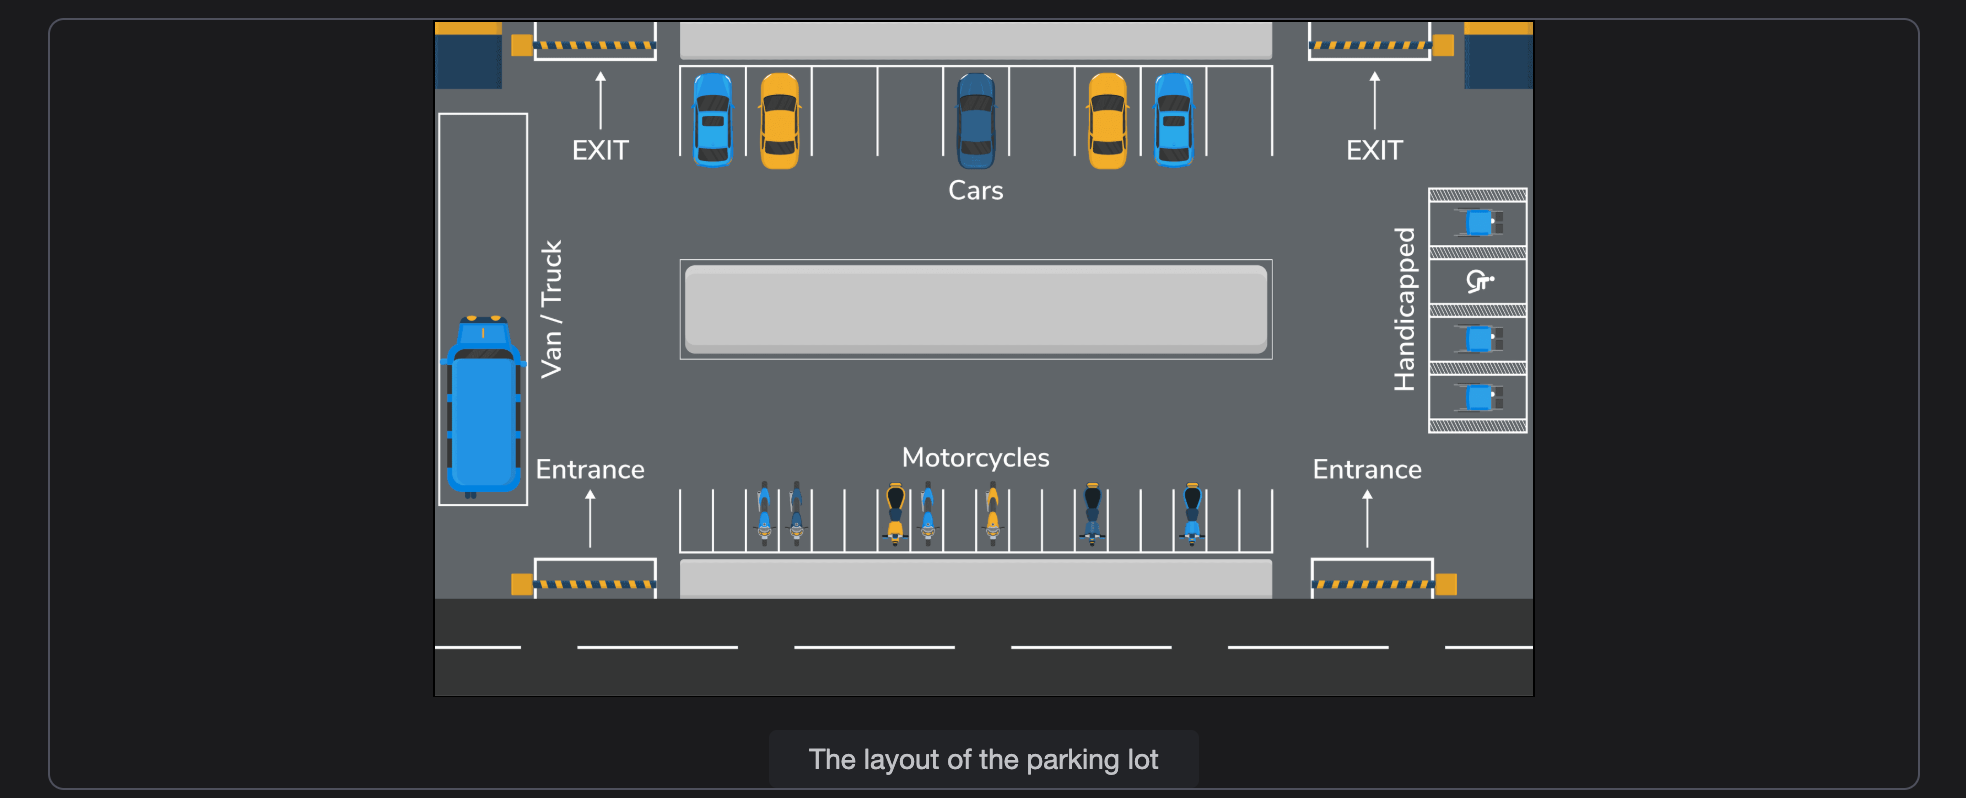 EXIT
EXIT
Cars
Van / Truck
Handicapped
Motorcycles
Entrance
Entrance
The layout of the parking lot